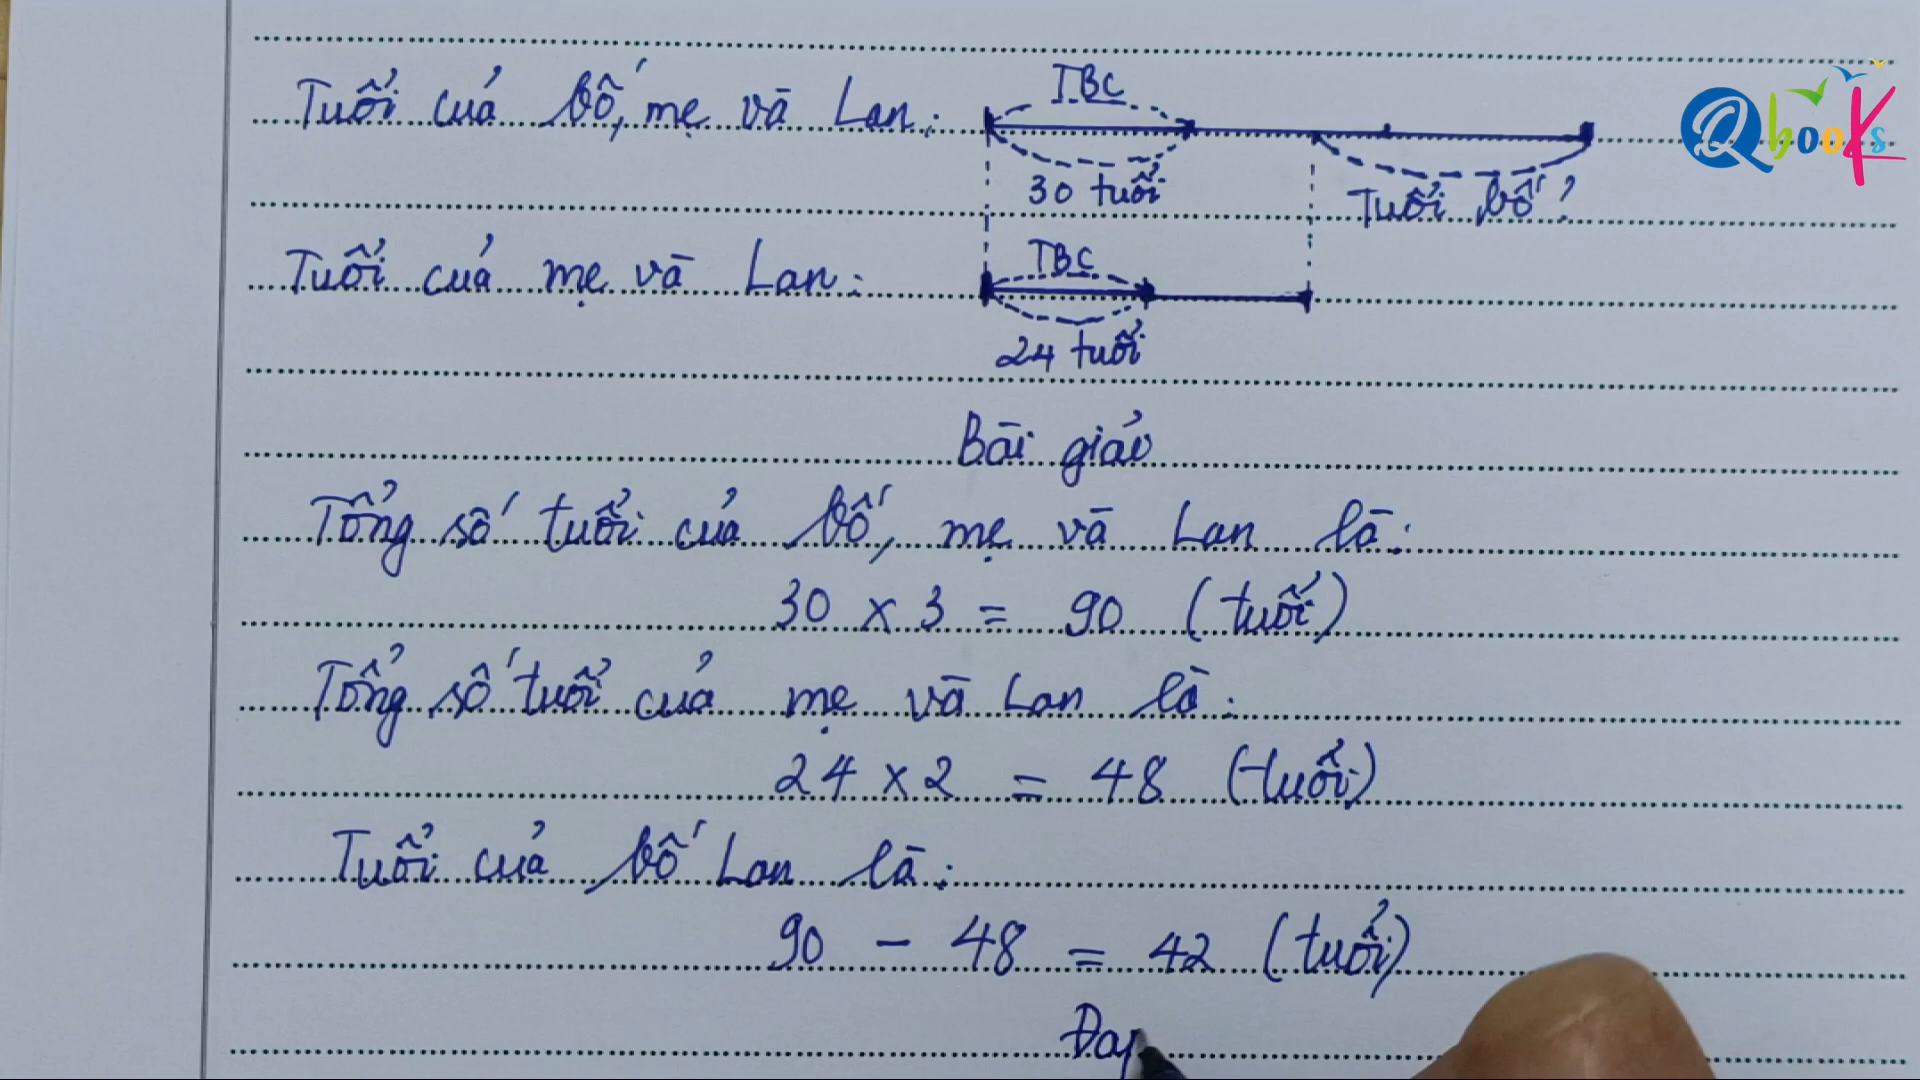 Tuổi của bố, mẹ và Lan:
TBC
30 tuổi
Tuổi bố?
Tuổi của mẹ và Lan:
TBC
24 tuổi
Bài giải
Tổng số tuổi của bố, mẹ và Lan là:
30 x 3 = 90 (tuổi)
Tổng số tuổi của mẹ và Lan là:
24 x 2 = 48 (tuổi)
Tuổi của bố Lan là:
90 - 48 = 42 (tuổi)
Đap
Qbooks